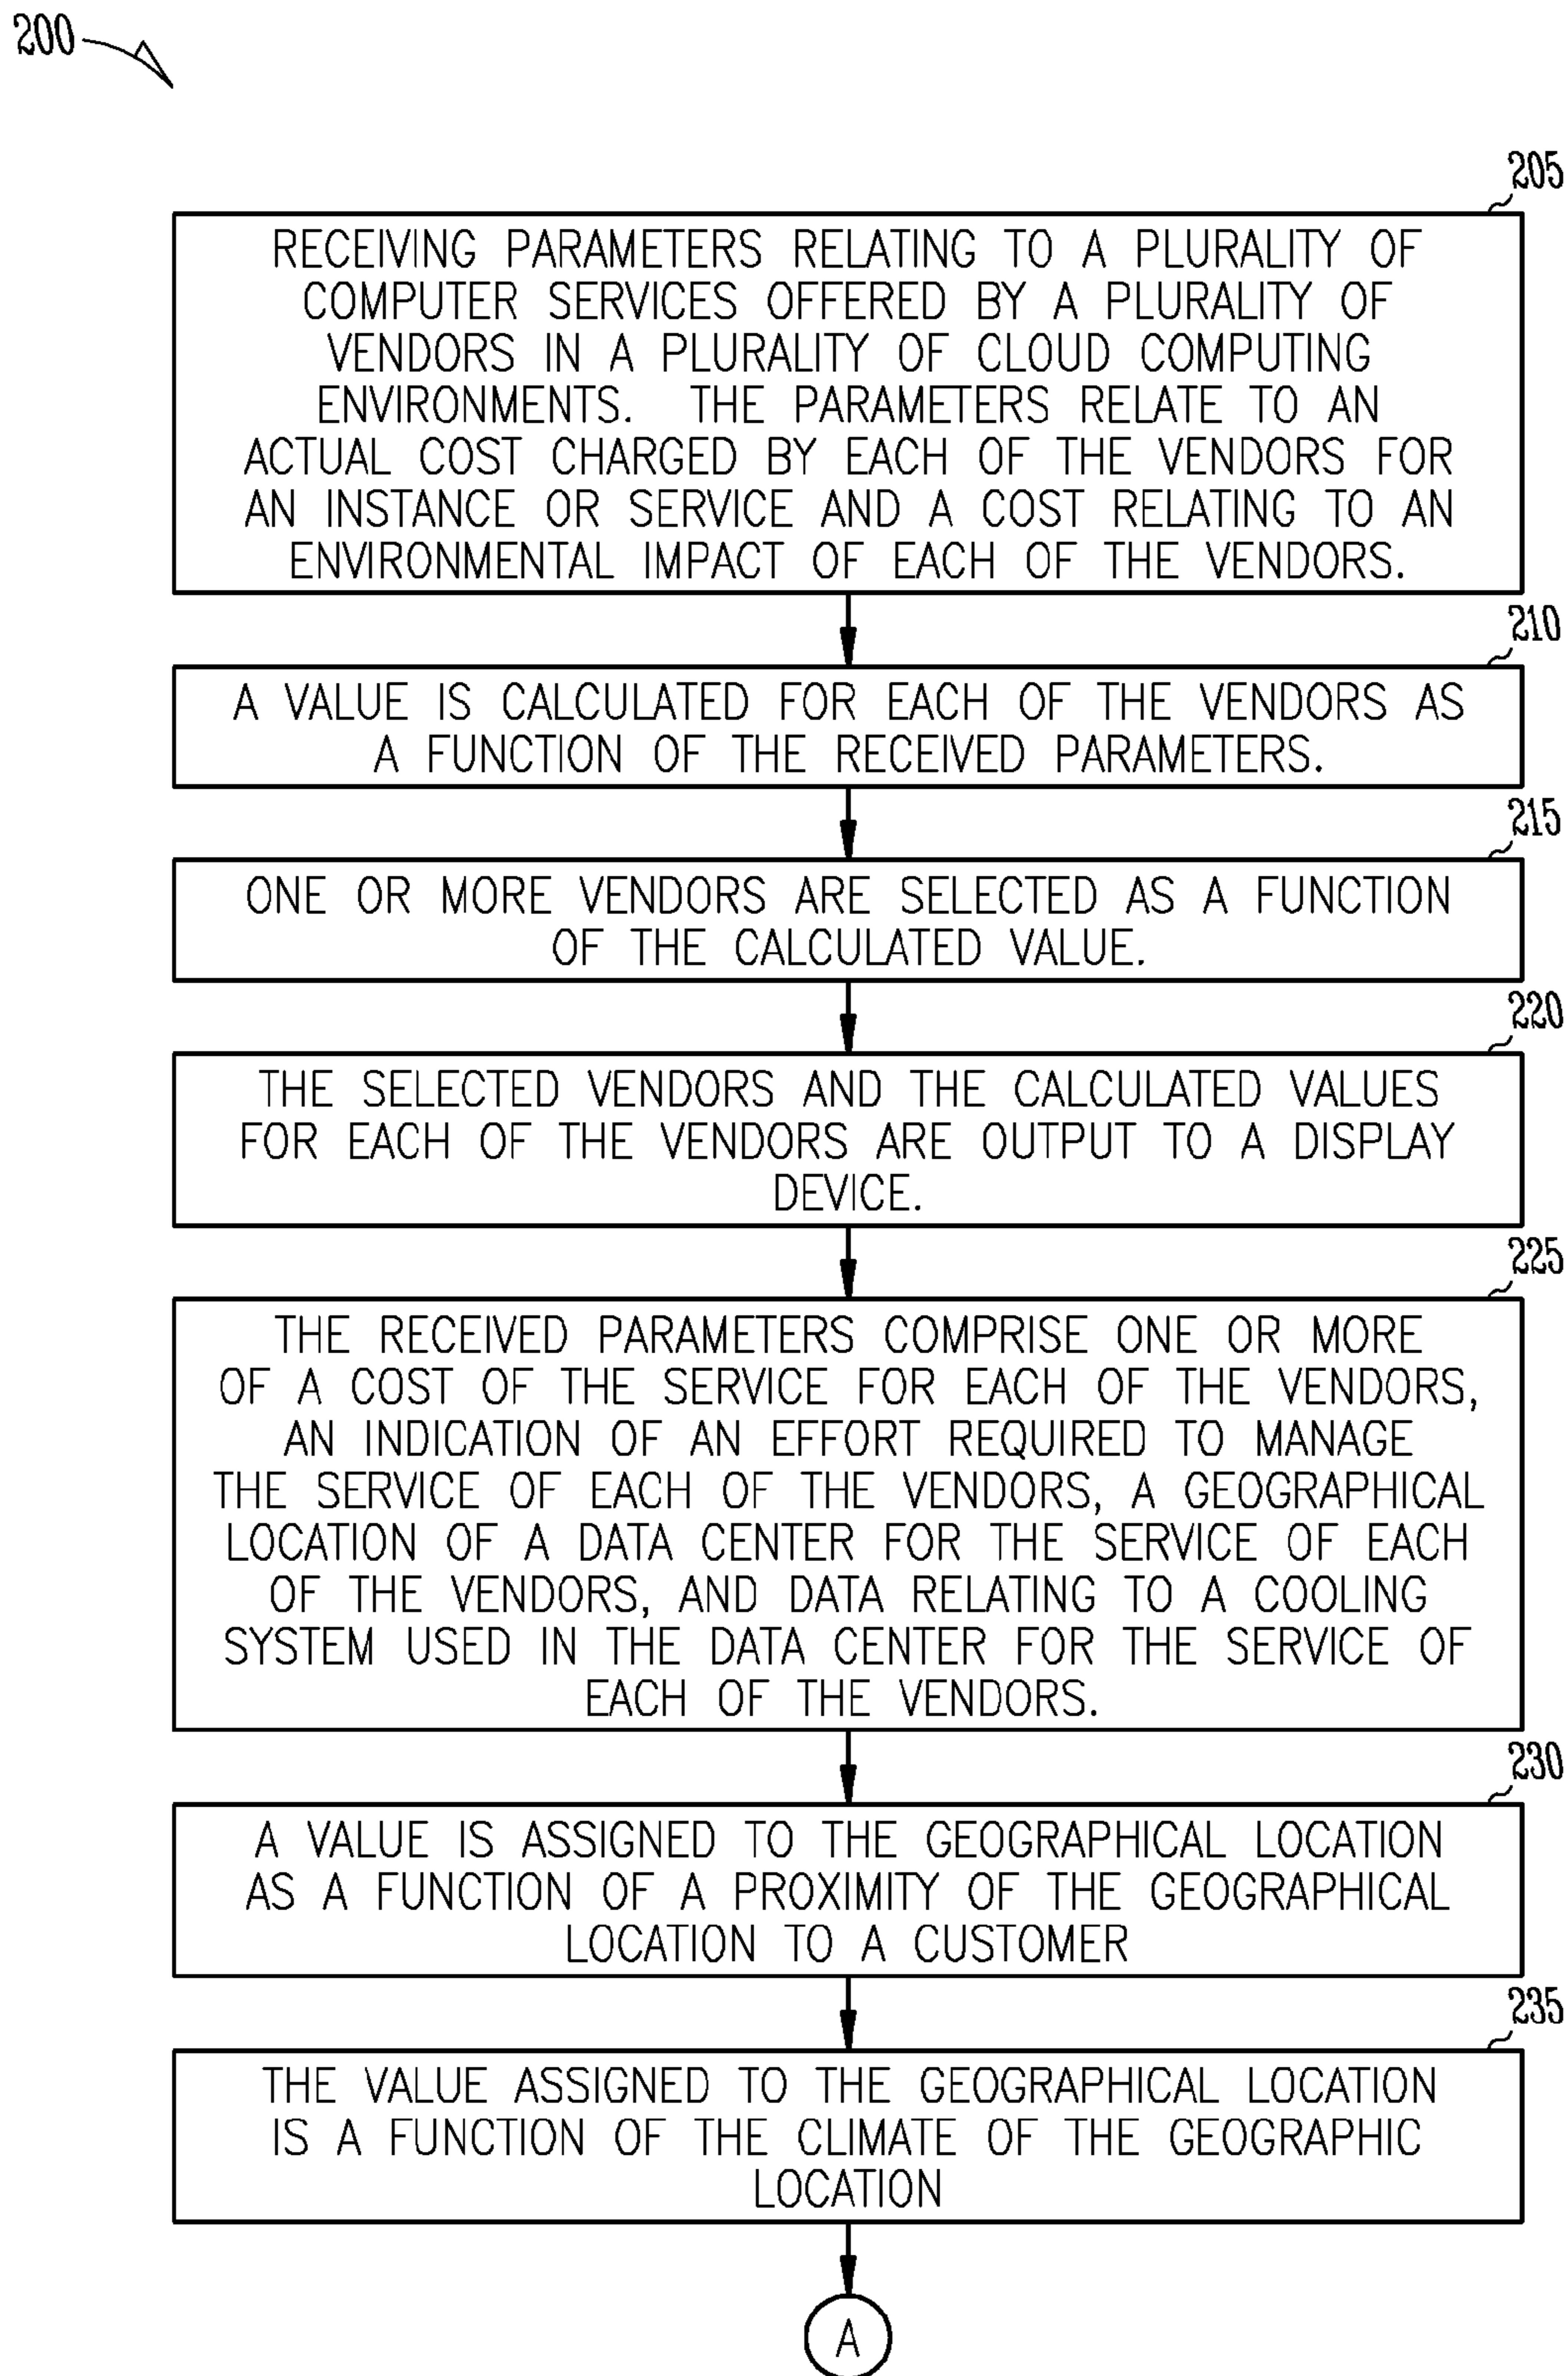 200
205
RECEIVING PARAMETERS RELATING TO A PLURALITY OF
COMPUTER SERVICES OFFERED BY A PLURALITY OF
VENDORS IN A PLURALITY OF CLOUD COMPUTING
ENVIRONMENTS. THE PARAMETERS RELATE TO AN
ACTUAL COST CHARGED BY EACH OF THE VENDORS FOR
AN INSTANCE OR SERVICE AND A COST RELATING TO AN
ENVIRONMENTAL IMPACT OF EACH OF THE VENDORS.
210
A VALUE IS CALCULATED FOR EACH OF THE VENDORS AS
A FUNCTION OF THE RECEIVED PARAMETERS.
215
ONE OR MORE VENDORS ARE SELECTED AS A FUNCTION
OF THE CALCULATED VALUE.
220
THE SELECTED VENDORS AND THE CALCULATED VALUES
FOR EACH OF THE VENDORS ARE OUTPUT TO A DISPLAY
DEVICE.
225
THE RECEIVED PARAMETERS COMPRISE ONE OR MORE
OF A COST OF THE SERVICE FOR EACH OF THE VENDORS,
AN INDICATION OF AN EFFORT REQUIRED TO MANAGE
THE SERVICE OF EACH OF THE VENDORS, A GEOGRAPHICAL
LOCATION OF A DATA CENTER FOR THE SERVICE OF EACH
OF THE VENDORS, AND DATA RELATING TO A COOLING
SYSTEM USED IN THE DATA CENTER FOR THE SERVICE OF
EACH OF THE VENDORS.
230
A VALUE IS ASSIGNED TO THE GEOGRAPHICAL LOCATION
AS A FUNCTION OF A PROXIMITY OF THE GEOGRAPHICAL
LOCATION TO A CUSTOMER
235
THE VALUE ASSIGNED TO THE GEOGRAPHICAL LOCATION
IS A FUNCTION OF THE CLIMATE OF THE GEOGRAPHIC
LOCATION
A